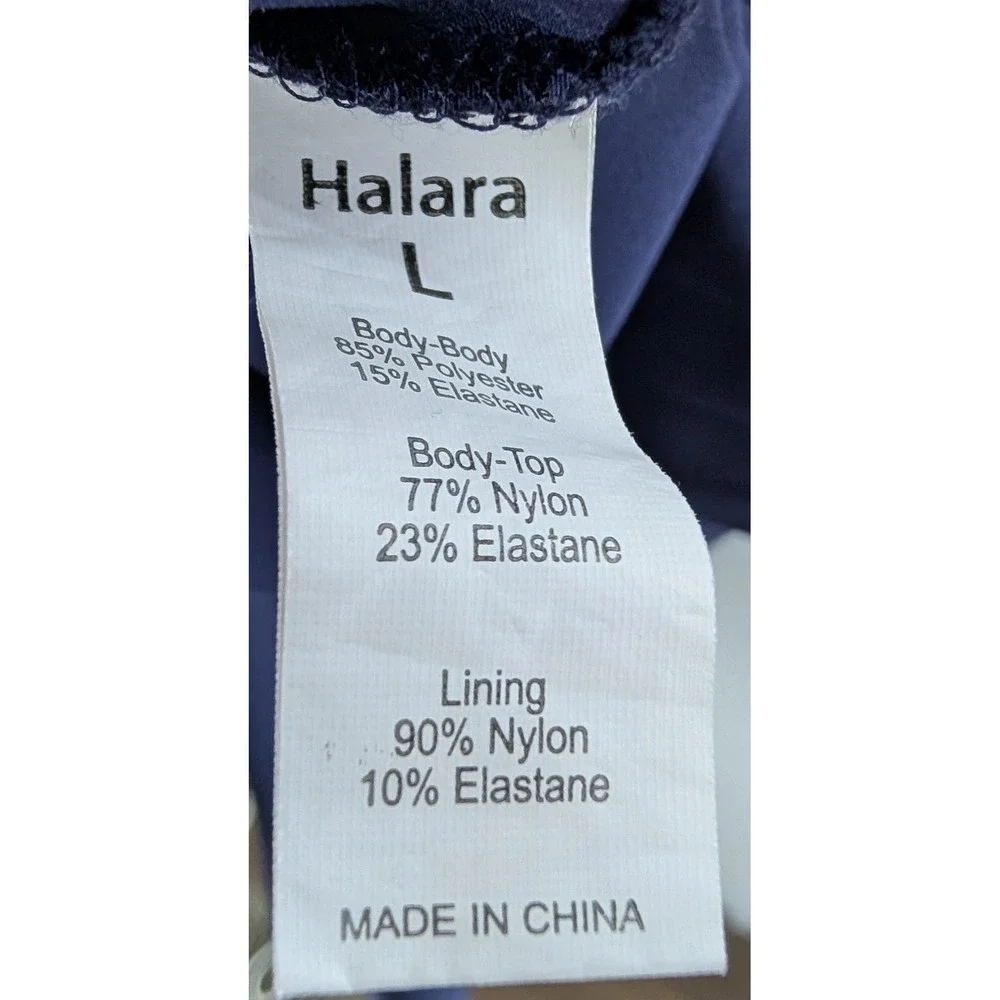 Halara
L
Body-Body
85% Polyester
15% Elastane
Body-Top
77% Nylon
23% Elastane
Lining
90% Nylon
10% Elastane
MADE IN CHINA